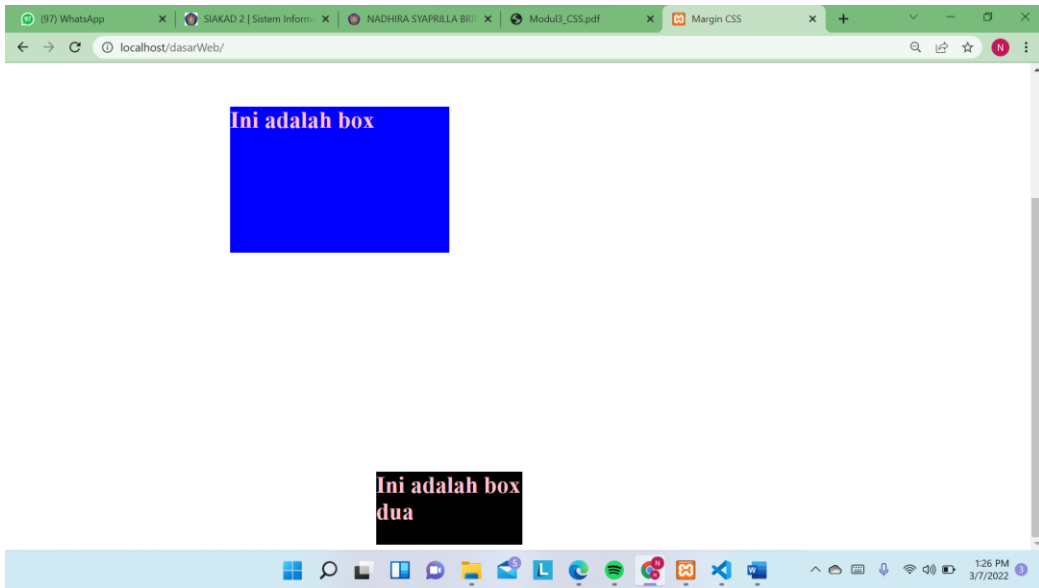 (97) WhatsApp
SIAKAD 2 | Sistem Inform
NADHIRA SYAPRILLA BRI
Modul3_CSS.pdf
Margin CSS
localhost/dasarWeb/
N
Ini adalah box
Ini adalah box
dua
1:26 PM
3/7/2022